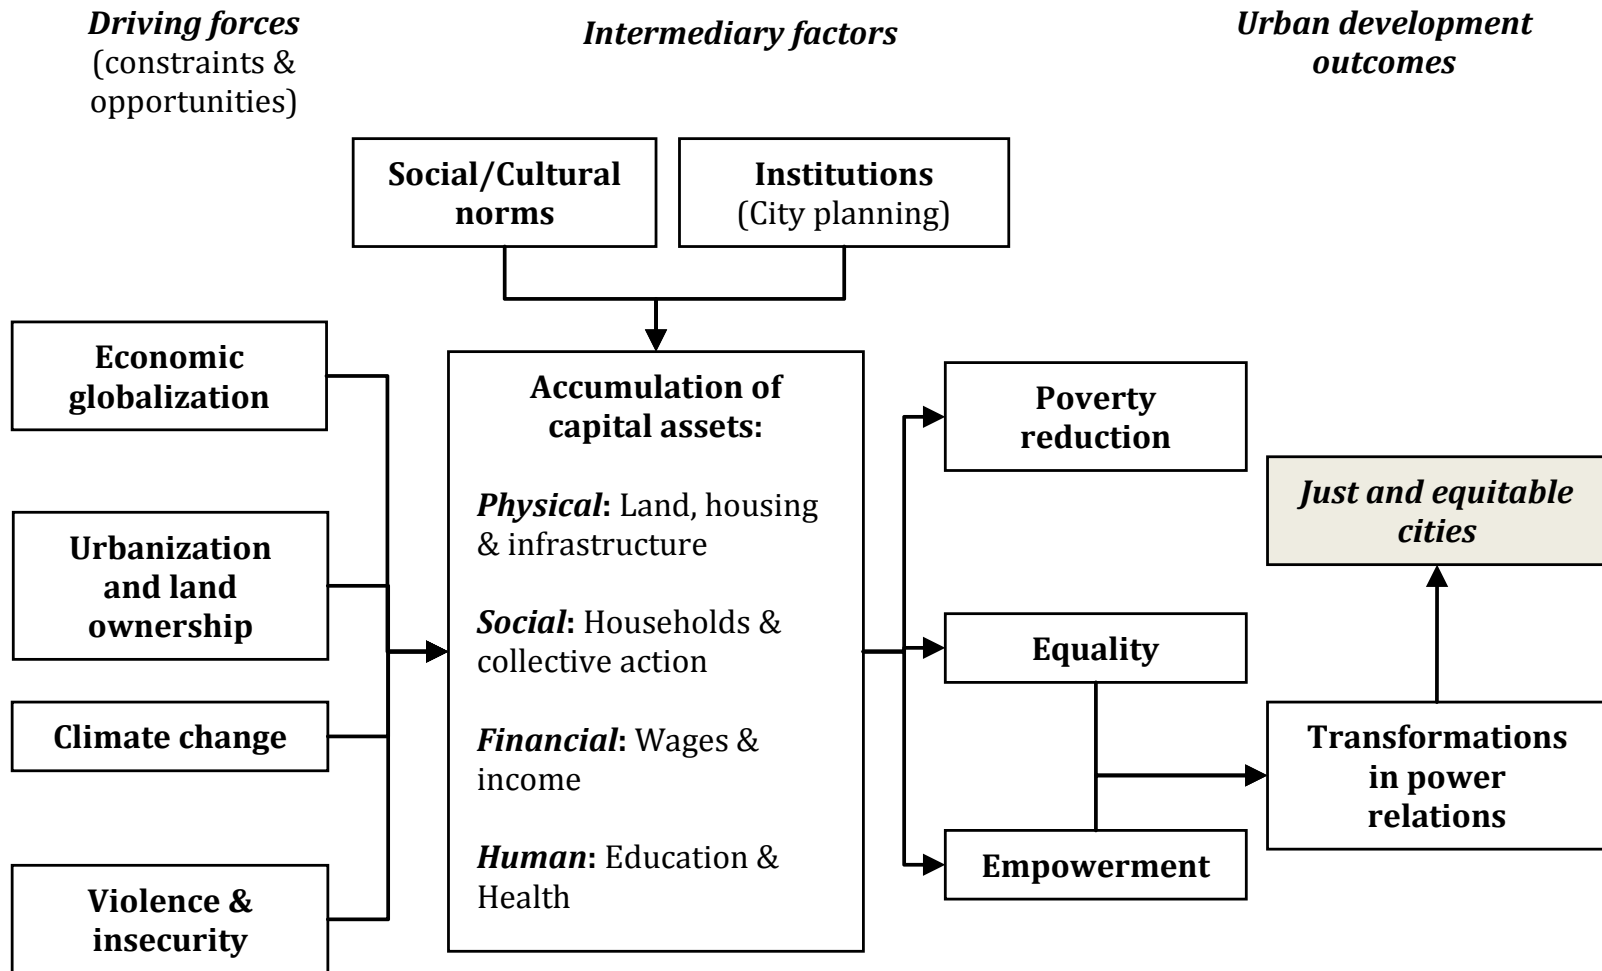 Driving forces
(constraints &
opportunities)
Intermediary factors
Urban development
outcomes
Social/Cultural
norms
Institutions
(City planning)
Economic
globalization
Urbanization
and land
ownership
Climate change
Violence &
insecurity
Accumulation of
capital assets:
Physical: Land, housing
& infrastructure
Social: Households &
collective action
Financial: Wages &
income
Human: Education &
Health
Poverty
reduction
Equality
Empowerment
Just and equitable
cities
Transformations
in power
relations